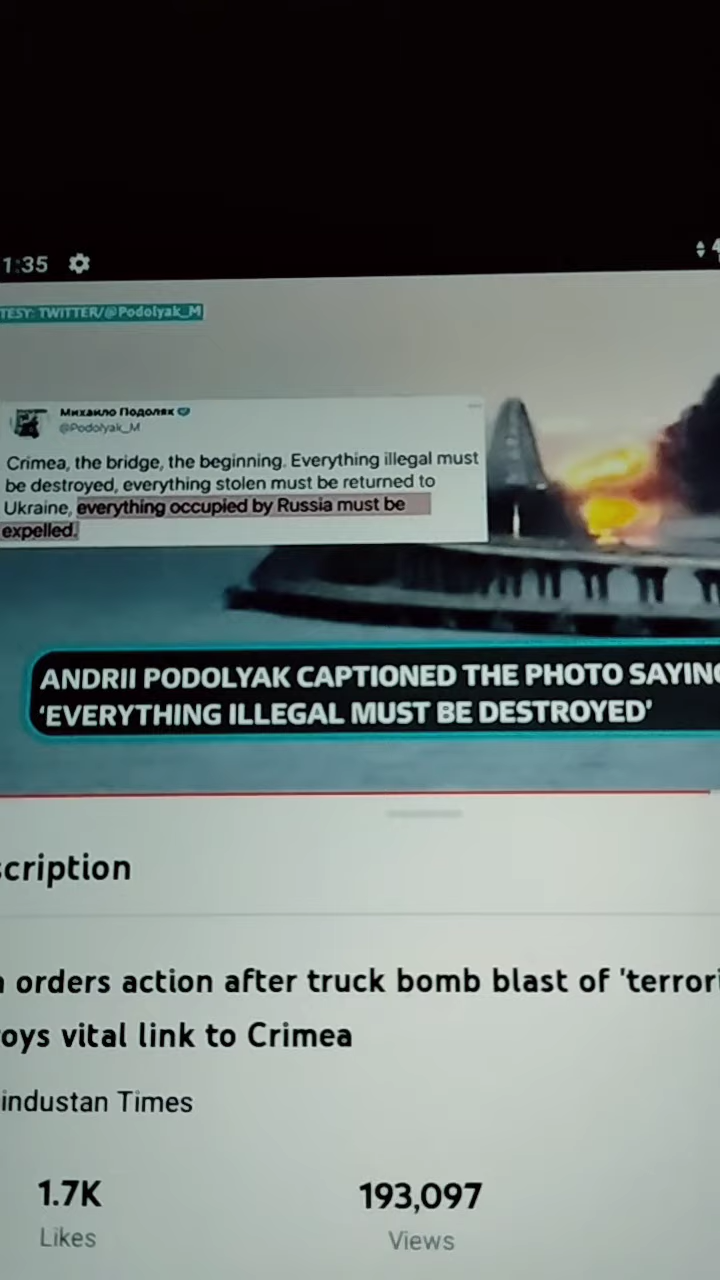 1:35
TESY: TWITTER/@Podolyak_M
Михаило Подоляк
@Podolyak_M
Crimea, the bridge, the beginning. Everything illegal must
be destroyed, everything stolen must be returned to
Ukraine, everything occupied by Russia must be
expelled.
ANDRII PODOLYAK CAPTIONED THE PHOTO SAYING
'EVERYTHING ILLEGAL MUST BE DESTROYED'
scription
orders action after truck bomb blast of 'terrori
oys vital link to Crimea
industan Times
1.7K
193,097
Likes
Views